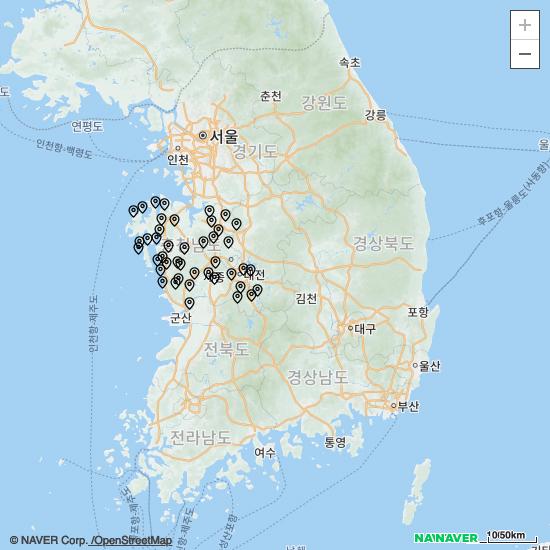 +
−
속초
춘천
강원도
강릉
연평도
서울
인천항-백령도
인천
경기도
후포항-울릉도(사동항)
경상북도
대전
김천
인천항-제주도
군산
포항
대구
전북도
울산
경상남도
부산
전라남도
여수
통영
© NAVER Corp. /OpenStreetMap
NAVER
10/50km